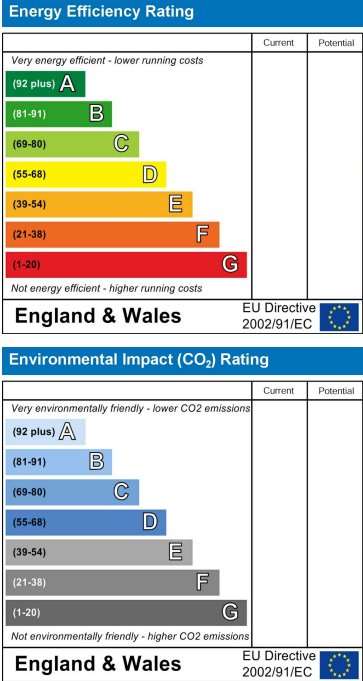 Energy Efficiency Rating
Current Potential
Very energy efficient - lower running costs
(92 plus) A
(81-91) B
(69-80) C
(55-68) D
(39-54) E
(21-38) F
(1-20) G
Not energy efficient - higher running costs
England & Wales
EU Directive
2002/91/EC
Environmental Impact (CO₂) Rating
Current Potential
Very environmentally friendly - lower CO2 emissions
(92 plus) A
(81-91) B
(69-80) C
(55-68) D
(39-54) E
(21-38) F
(1-20) G
Not environmentally friendly - higher CO2 emissions
England & Wales
EU Directive
2002/91/EC